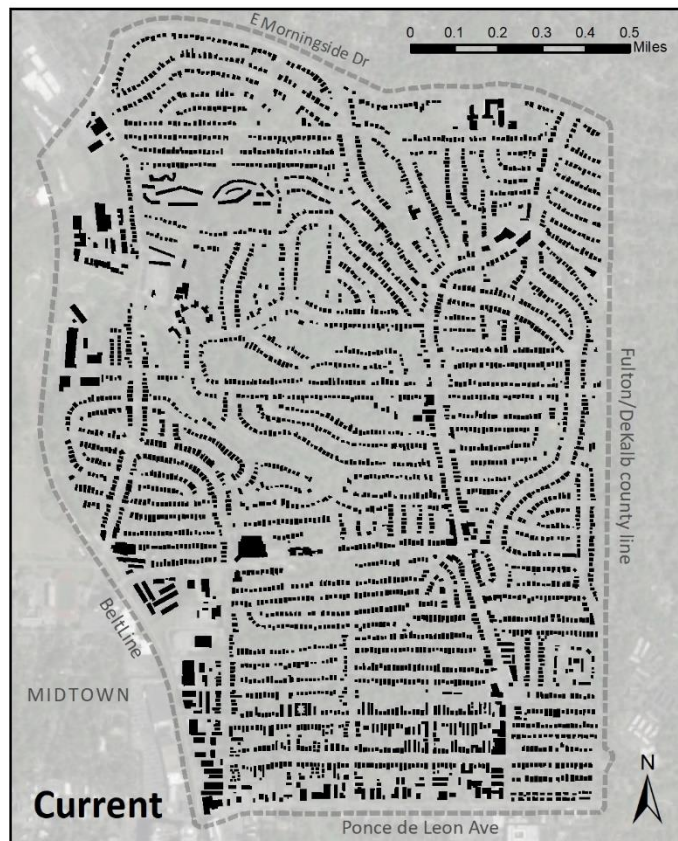 E Morningside Dr
0 0.1 0.2 0.3 0.4 0.5
Miles
Fulton/DeKalb county line
BeltLine
MIDTOWN
N
Current
Ponce de Leon Ave